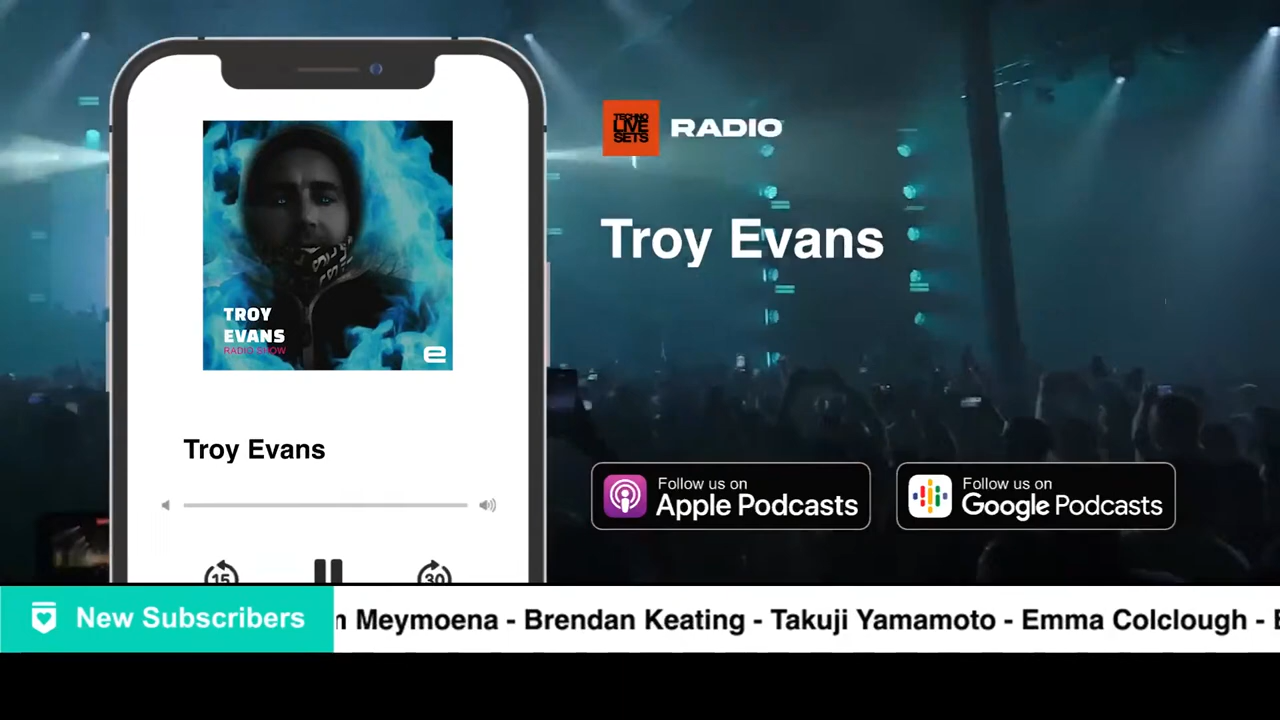 TROY
EVANS
RADIO SHOW
e
Troy Evans
15
30
TECHNO
LIVE
SETS
RADIO
Troy Evans
Follow us on
Apple Podcasts
Follow us on
Google Podcasts
New Subscribers
Meymoena - Brendan Keating - Takuji Yamamoto - Emma Colclough -